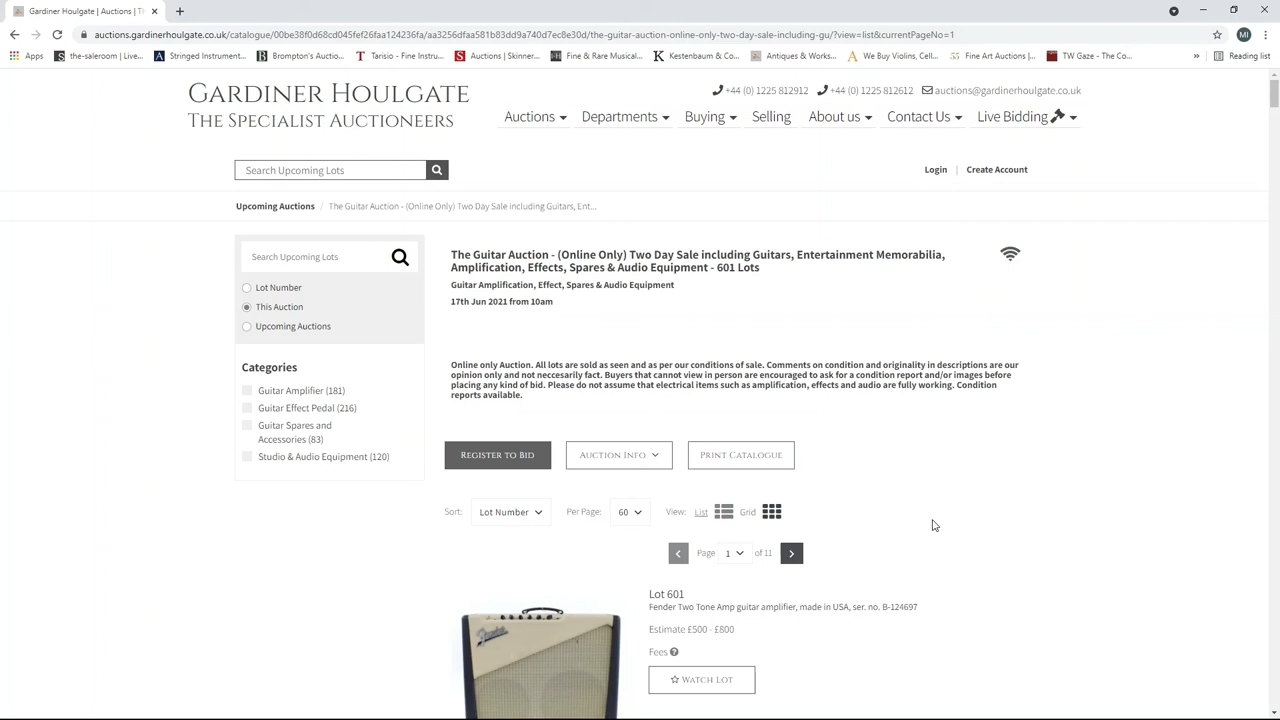 Gardiner Houlgate | Auctions | Th
auctions.gardinerhoulgate.co.uk/catalogue/00be38f0d68cd045fef26faa124236fa/aa3256dfaa581b83dd9a740d7ec8e30d/the-guitar-auction-online-only-two-day-sale-including-gu/?view=list&currentPageNo=1
MI
Apps the-saleroom | Live... Stringed Instrument... Brompton's Auctio... Tarisio - Fine Instru... Auctions | Skinner... Fine & Rare Musical... Kestenbaum & Co... Antiques & Works... We Buy Violins, Cell... Fine Art Auctions |... TW Gaze - The Co... » Reading list
GARDINER HOULGATE
THE SPECIALIST AUCTIONEERS
+44 (0) 1225 812912 +44 (0) 1225 812612 auctions@gardinerhoulgate.co.uk
Auctions Departments Buying Selling About us Contact Us Live Bidding
Search Upcoming Lots
Login | Create Account
Upcoming Auctions / The Guitar Auction - (Online Only) Two Day Sale including Guitars, Ent...
Search Upcoming Lots
Lot Number
This Auction
Upcoming Auctions
Categories
Guitar Amplifier (181)
Guitar Effect Pedal (216)
Guitar Spares and
Accessories (83)
Studio & Audio Equipment (120)
The Guitar Auction - (Online Only) Two Day Sale including Guitars, Entertainment Memorabilia,
Amplification, Effects, Spares & Audio Equipment - 601 Lots
Guitar Amplification, Effect, Spares & Audio Equipment
17th Jun 2021 from 10am
Online only Auction. All lots are sold as seen and as per our conditions of sale. Comments on condition and originality in descriptions are our
opinion only and not neccesarily fact. Buyers that cannot view in person are encouraged to ask for a condition report and/or images before
placing any kind of bid. Please do not assume that electrical items such as amplification, effects and audio are fully working. Condition
reports available.
REGISTER TO BID AUCTION INFO PRINT CATALOGUE
Sort: Lot Number Per Page: 60 View: List Grid
Page 1 of 11
Lot 601
Fender Two Tone Amp guitar amplifier, made in USA, ser. no. B-124697
Estimate £500 - £800
Fees
WATCH LOT
Fender